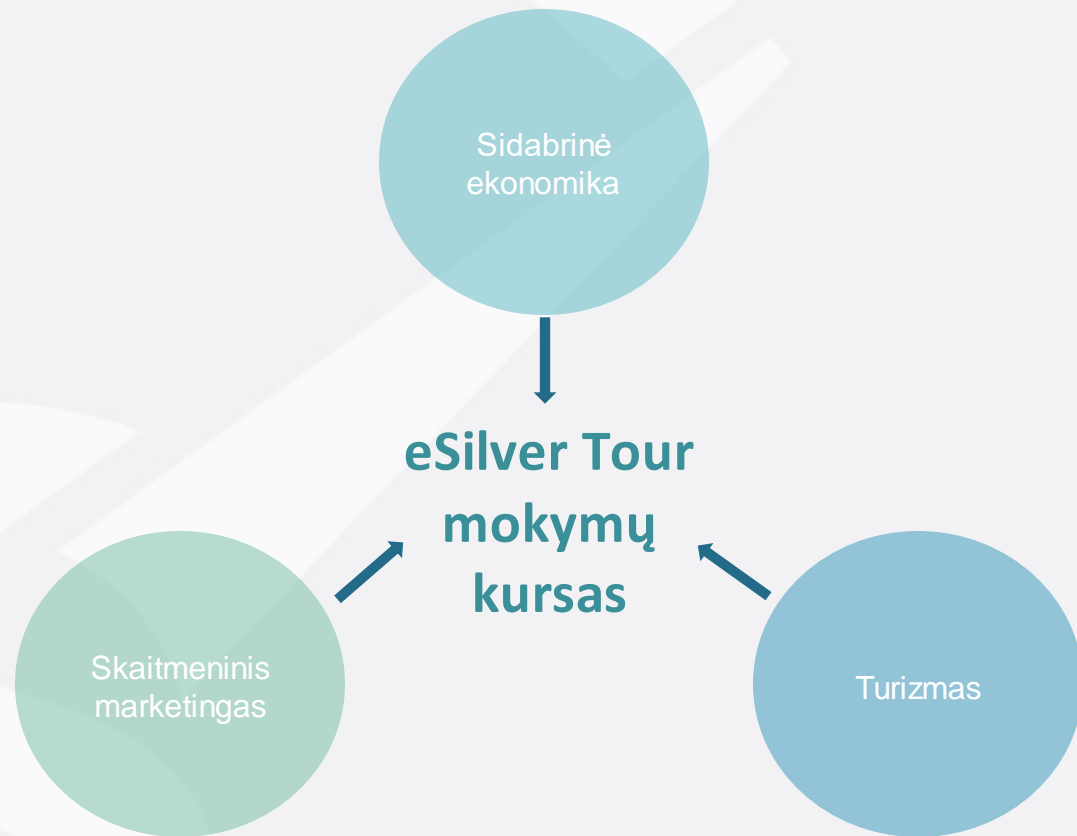 Sidabrinė
ekonomika
eSilver Tour
mokymų
kursas
Skaitmeninis
marketingas
Turizmas